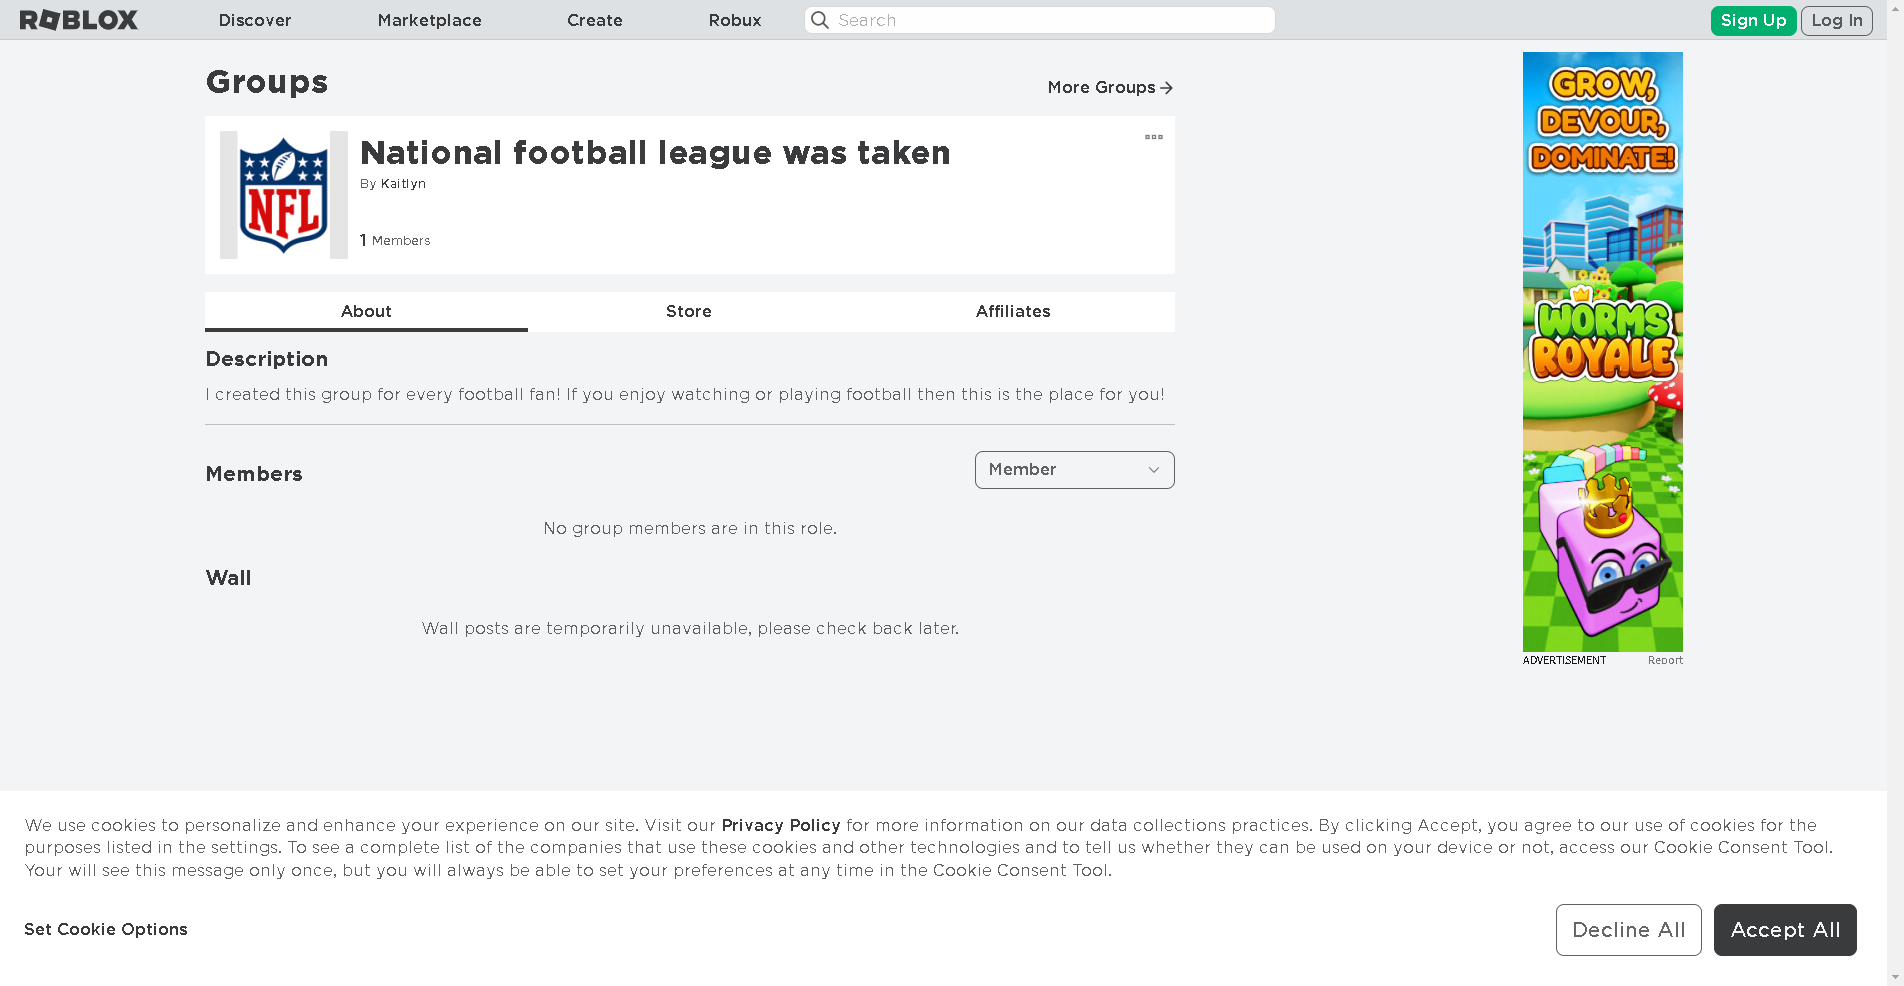 ROBLOX Discover Marketplace Create Robux Search Sign Up Log In
Groups
More Groups
NFL
National football league was taken
By Kaitlyn
1 Members
About Store Affiliates
Description
I created this group for every football fan! If you enjoy watching or playing football then this is the place for you!
Members
Member
No group members are in this role.
Wall
Wall posts are temporarily unavailable, please check back later.
GROW,
DEVOUR,
DOMINATE!
WORMS
ROYALE
ADVERTISEMENT Report
We use cookies to personalize and enhance your experience on our site. Visit our Privacy Policy for more information on our data collections practices. By clicking Accept, you agree to our use of cookies for the
purposes listed in the settings. To see a complete list of the companies that use these cookies and other technologies and to tell us whether they can be used on your device or not, access our Cookie Consent Tool.
Your will see this message only once, but you will always be able to set your preferences at any time in the Cookie Consent Tool.
Set Cookie Options
Decline All
Accept All